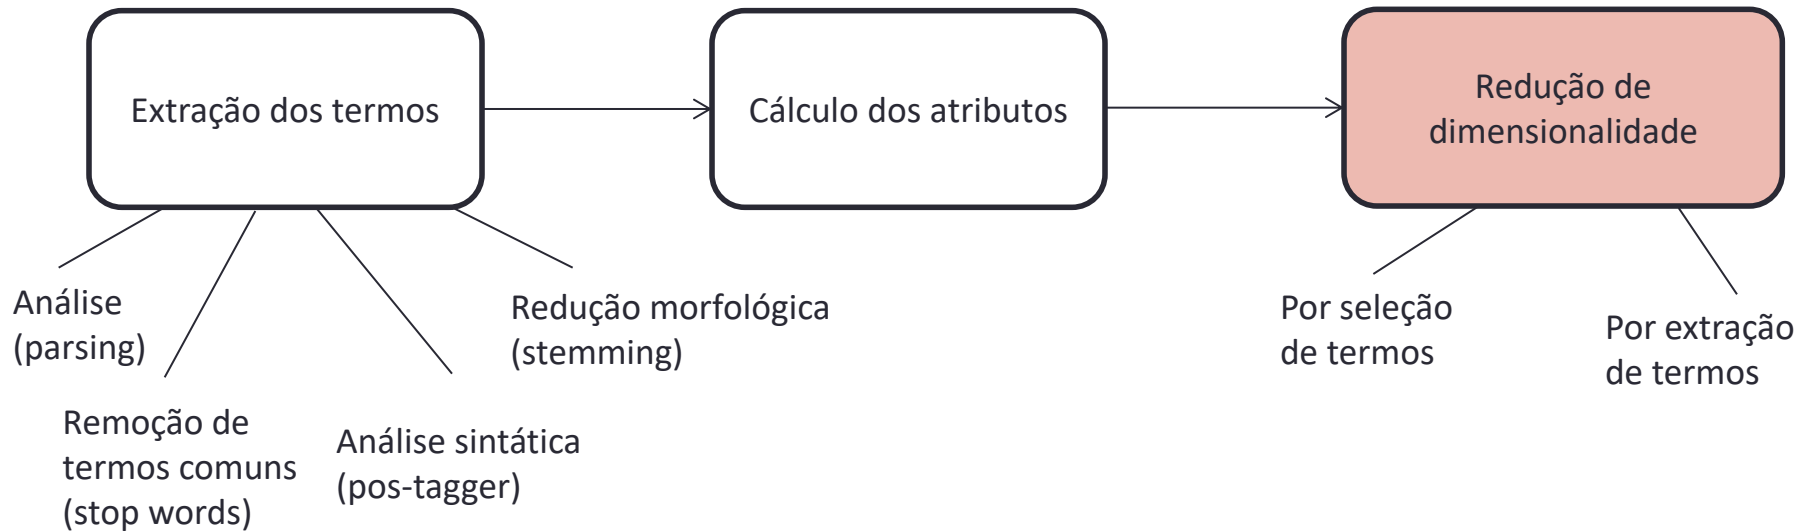 Extração dos termos
Cálculo dos atributos
Redução de
dimensionalidade
Análise
(parsing)
Remoção de
termos comuns
(stop words)
Análise sintática
(pos-tagger)
Redução morfológica
(stemming)
Por seleção
de termos
Por extração
de termos